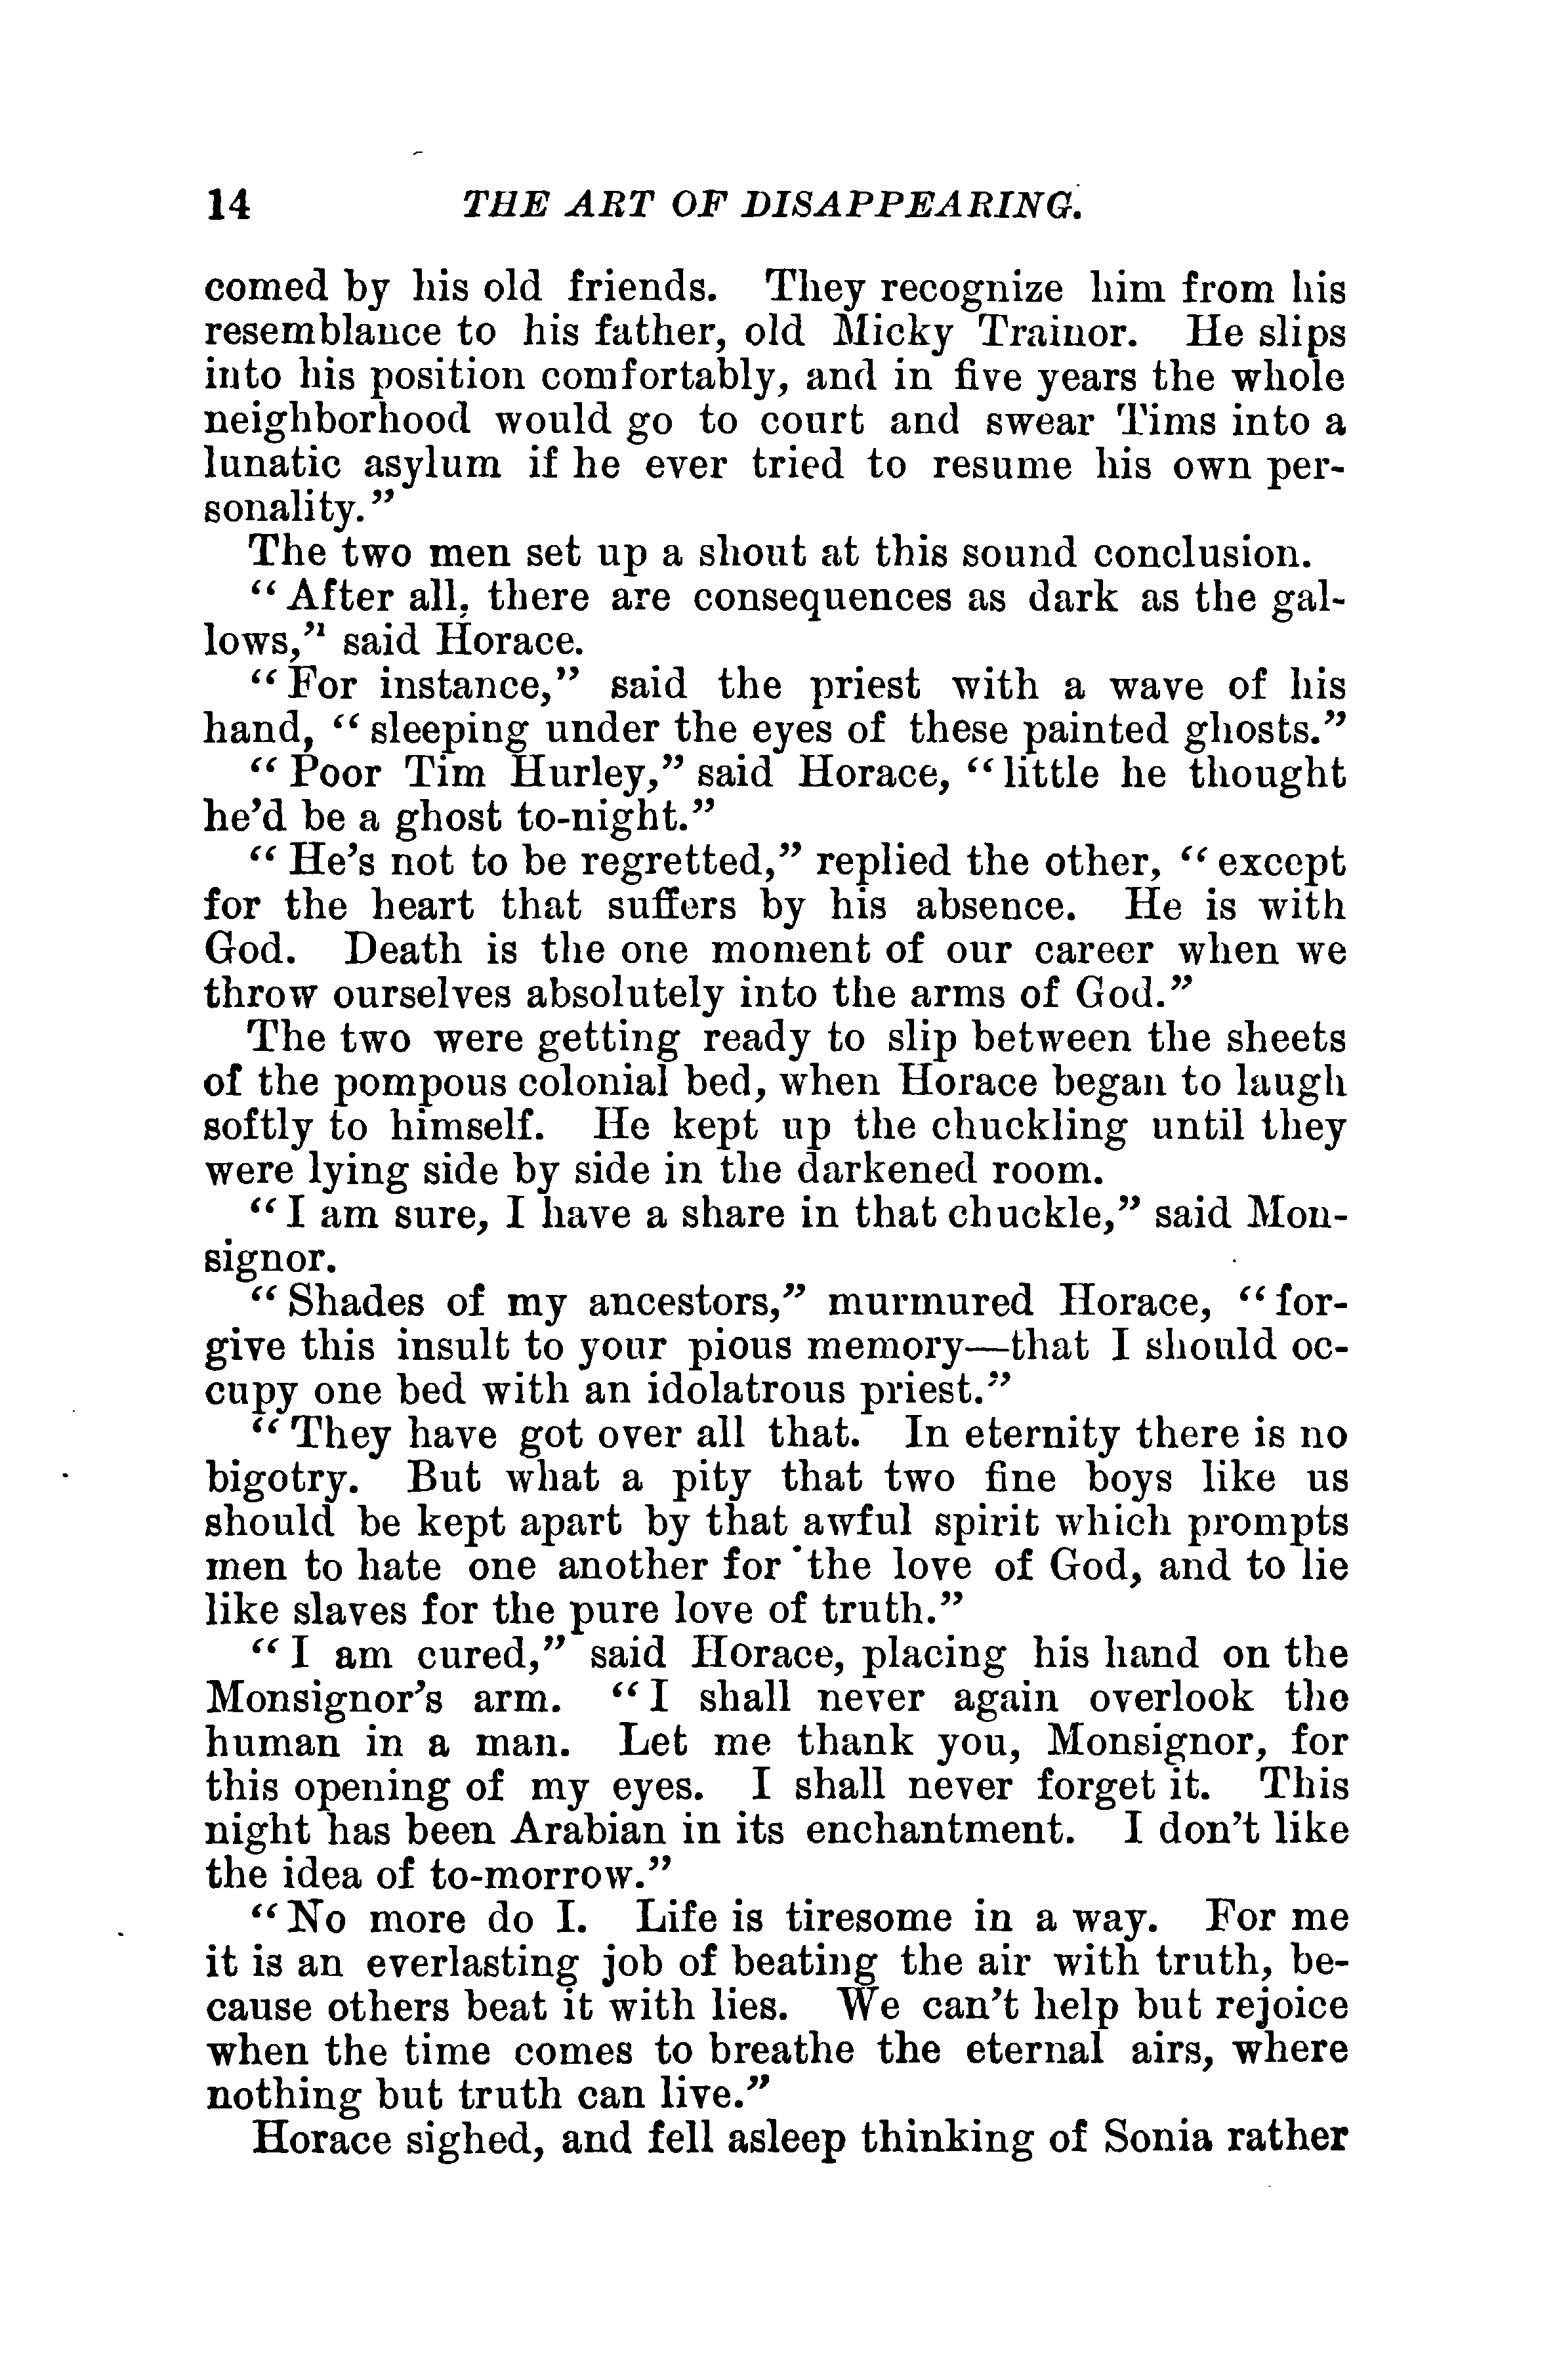 14 THE ART OF DISAPPEARING.
comed by his old friends. They recognize him from his
resemblance to his father, old Micky Trainor. He slips
into his position comfortably, and in five years the whole
neighborhood would go to court and swear Tims into a
lunatic asylum if he ever tried to resume his own per-
sonality.”
The two men set up a shout at this sound conclusion.
“After all, there are consequences as dark as the gal-
lows,” said Horace.
“For instance,” said the priest with a wave of his
hand, “sleeping under the eyes of these painted ghosts.”
“Poor Tim Hurley,” said Horace, “little he thought
he’d be a ghost to-night.”
“He’s not to be regretted,” replied the other, “except
for the heart that suffers by his absence. He is with
God. Death is the one moment of our career when we
throw ourselves absolutely into the arms of God.”
The two were getting ready to slip between the sheets
of the pompous colonial bed, when Horace began to laugh
softly to himself. He kept up the chuckling until they
were lying side by side in the darkened room.
“I am sure, I have a share in that chuckle,” said Mon-
signor.
“Shades of my ancestors,” murmured Horace, “for-
give this insult to your pious memory—that I should oc-
cupy one bed with an idolatrous priest.”
“They have got over all that. In eternity there is no
bigotry. But what a pity that two fine boys like us
should be kept apart by that awful spirit which prompts
men to hate one another for the love of God, and to lie
like slaves for the pure love of truth.”
“I am cured,” said Horace, placing his hand on the
Monsignor’s arm. “I shall never again overlook the
human in a man. Let me thank you, Monsignor, for
this opening of my eyes. I shall never forget it. This
night has been Arabian in its enchantment. I don’t like
the idea of to-morrow.”
“No more do I. Life is tiresome in a way. For me
it is an everlasting job of beating the air with truth, be-
cause others beat it with lies. We can’t help but rejoice
when the time comes to breathe the eternal airs, where
nothing but truth can live.”
Horace sighed, and fell asleep thinking of Sonia rather